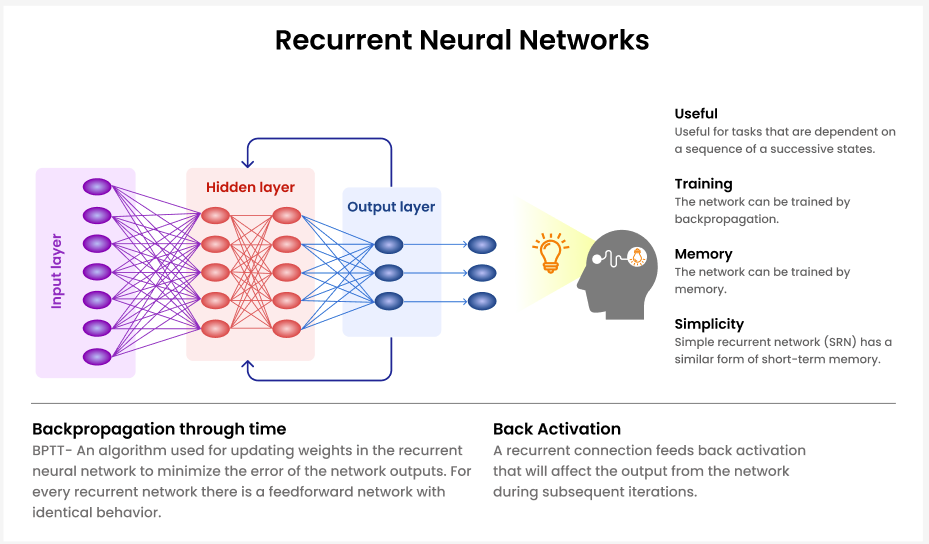 Recurrent Neural Networks
Input layer
Hidden layer
Output layer
Useful
Useful for tasks that are dependent on
a sequence of a successive states.
Training
The network can be trained by
backpropagation.
Memory
The network can be trained by
memory.
Simplicity
Simple recurrent network (SRN) has a
similar form of short-term memory.
Backpropagation through time
BPTT- An algorithm used for updating weights in the recurrent
neural network to minimize the error of the network outputs. For
every recurrent network there is a feedforward network with
identical behavior.
Back Activation
A recurrent connection feeds back activation
that will affect the output from the network
during subsequent iterations.